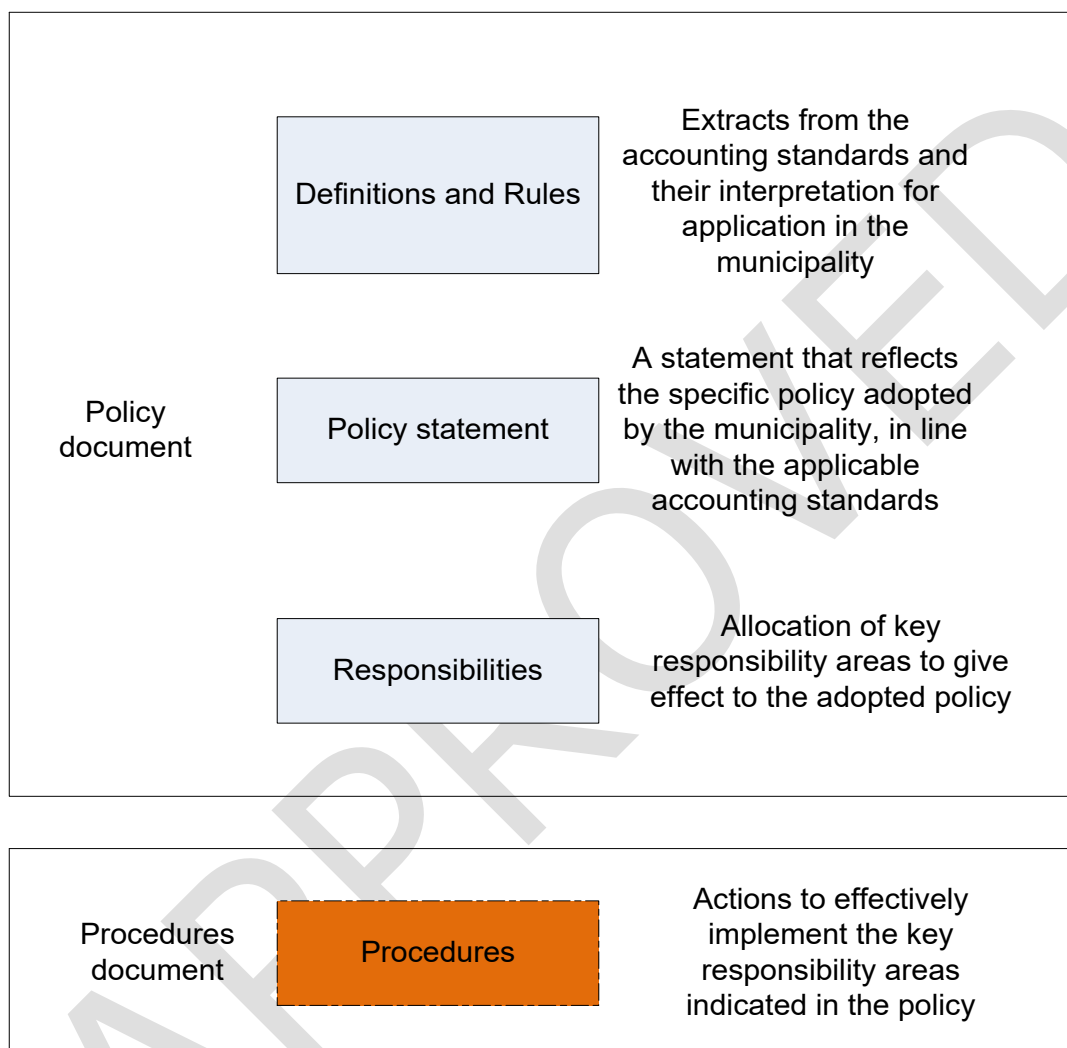 Definitions and Rules
Extracts from the
accounting standards and
their interpretation for
application in the
municipality
Policy
document
Policy statement
A statement that reflects
the specific policy adopted
by the municipality, in line
with the applicable
accounting standards
Responsibilities
Allocation of key
responsibility areas to give
effect to the adopted policy
Procedures
document
Procedures
Actions to effectively
implement the key
responsibility areas
indicated in the policy
APPROVED